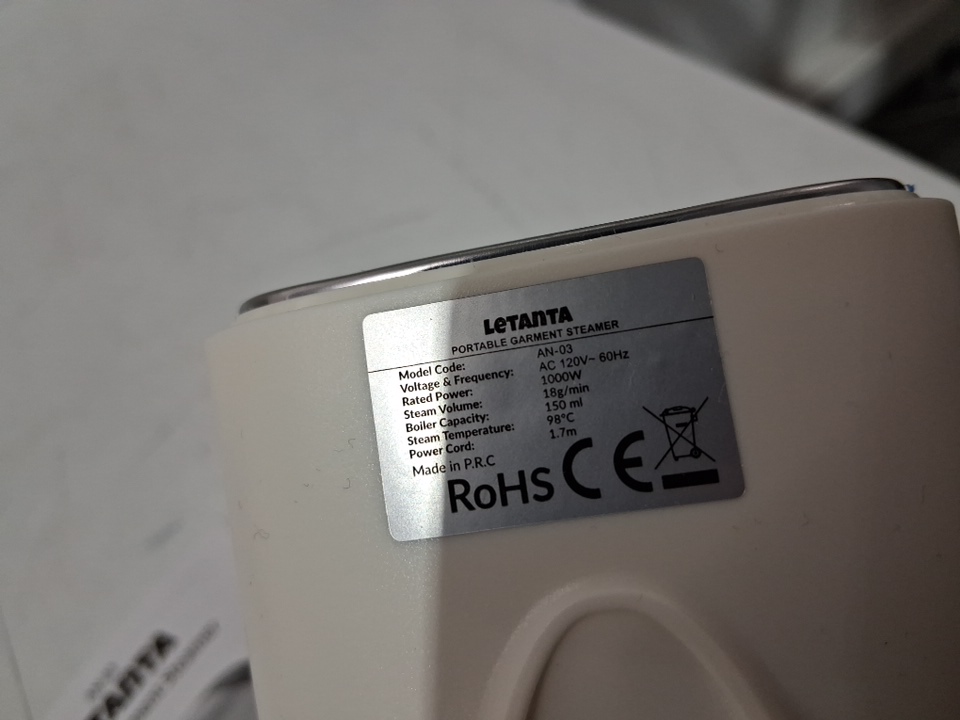 LeTANTA
PORTABLE GARMENT STEAMER
Model Code: AN-03
Voltage & Frequency: AC 120V~ 60Hz
Rated Power: 1000W
Steam Volume: 18g/min
Boiler Capacity: 150 ml
Steam Temperature: 98°C
Power Cord: 1.7m
Made in P.R.C
RoHS CE